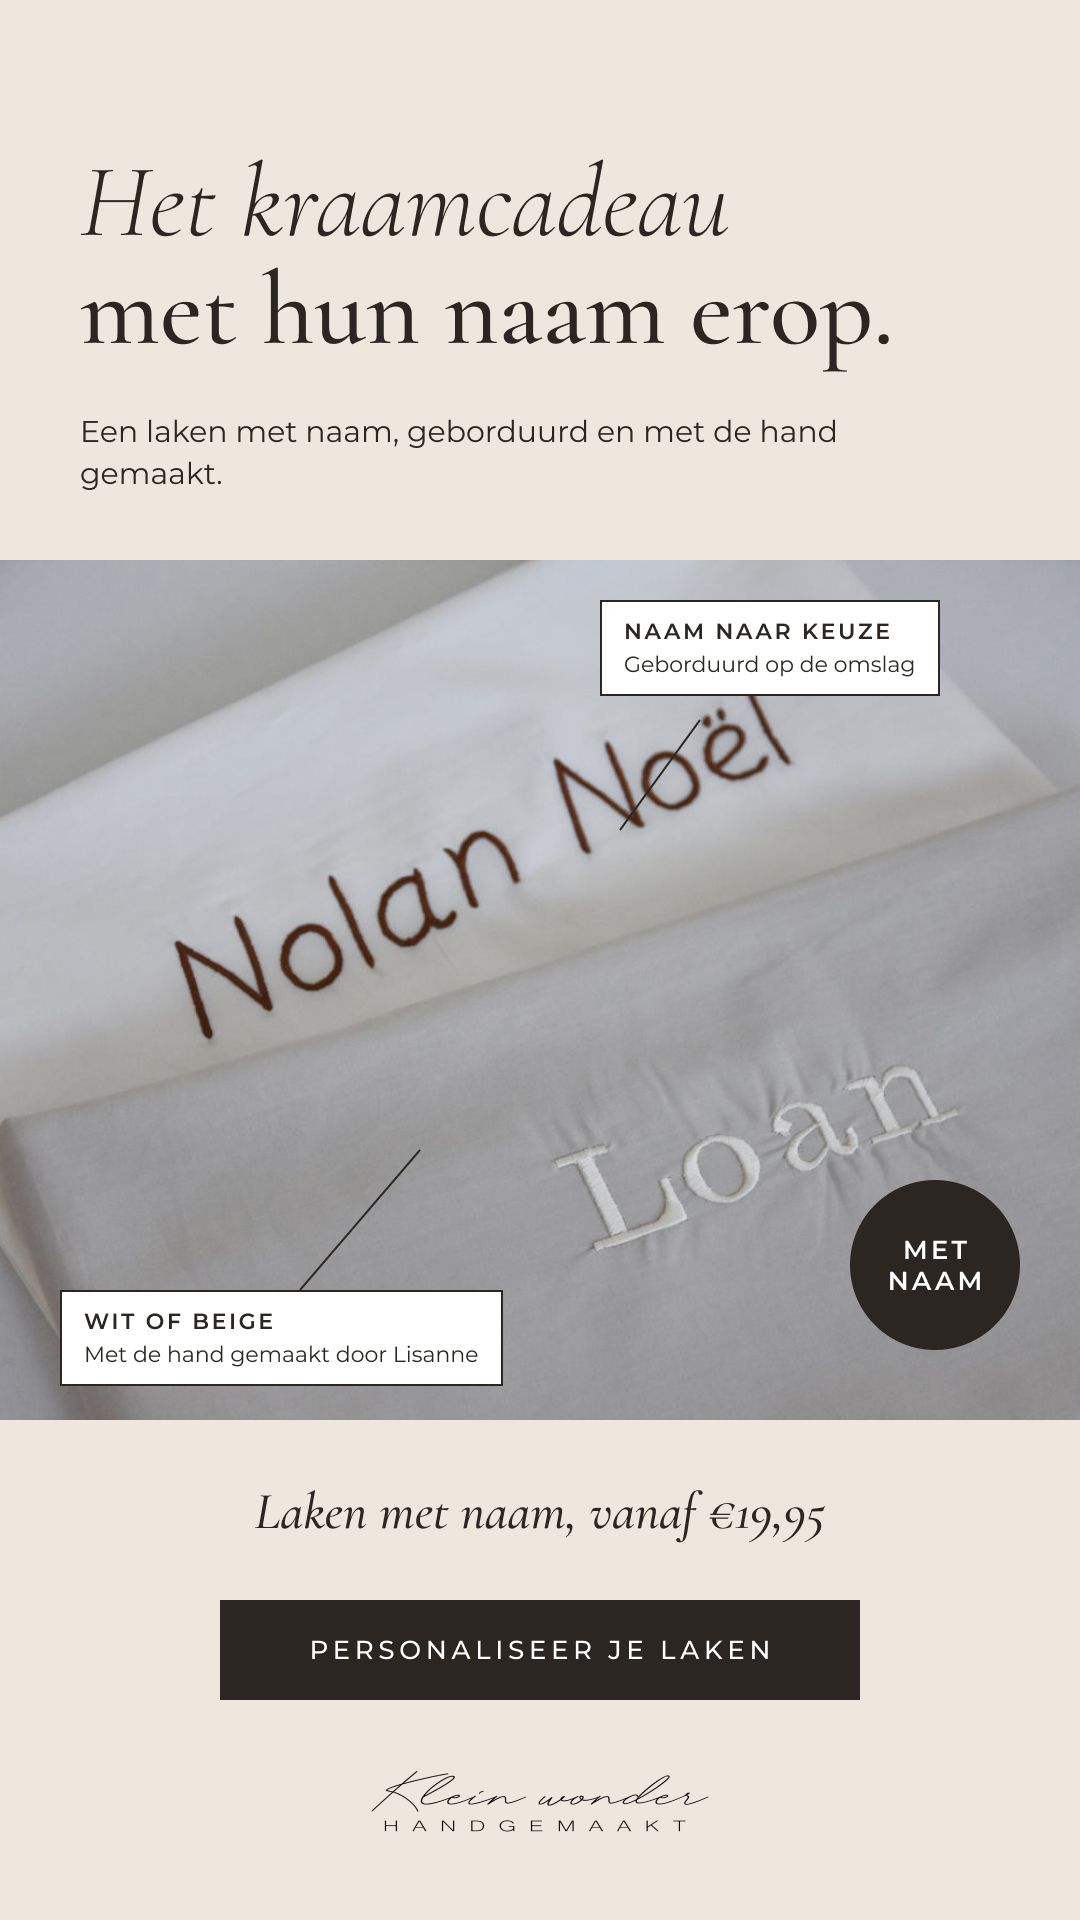 Het kraamcadeau
met hun naam erop.
Een laken met naam, geborduurd en met de hand
gemaakt.
NAAM NAAR KEUZE
Geborduurd op de omslag
Nolan Noël
Loan
MET
NAAM
WIT OF BEIGE
Met de hand gemaakt door Lisanne
Laken met naam, vanaf €19,95
PERSONALISEER JE LAKEN
Klein wonder
HANDGEMAAKT